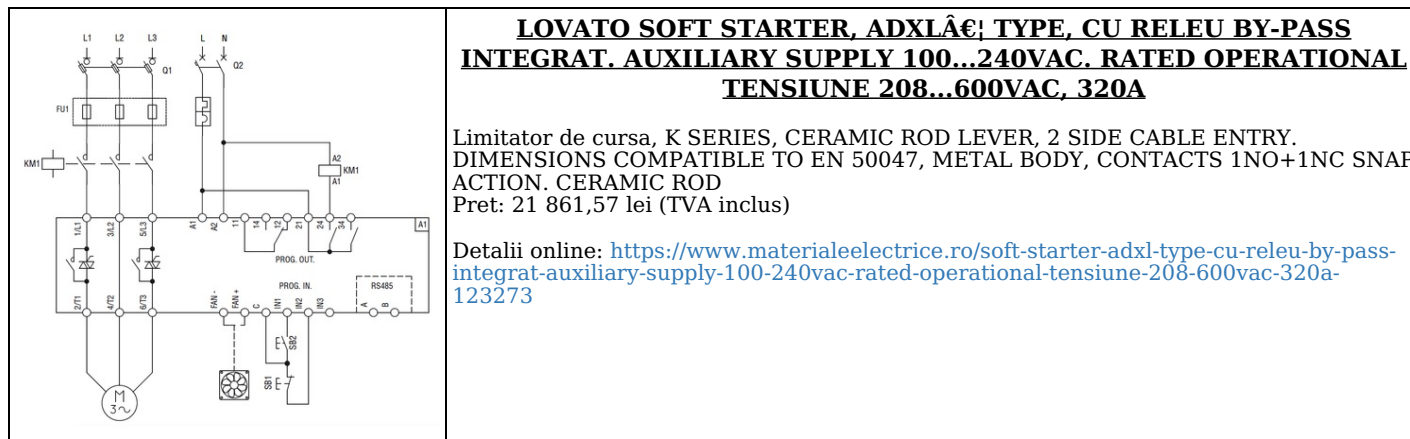 L1 L2 L3 L N
Q1 Q2
FU1
KM1
A2
KM1
A1
1/L1 3/L2 5/L3 A1 A2 11 14 12 21 24 34 A1
PROG. OUT.
PROG. IN. RS485
2/T1 4/T2 6/T3 FAN - FAN + C IN1 IN2 IN3 A B
SB2
SB1
M
3~
LOVATO SOFT STARTER, ADXLÂ€¦ TYPE, CU RELEU BY-PASS
INTEGRAT. AUXILIARY SUPPLY 100...240VAC. RATED OPERATIONAL
TENSIUNE 208...600VAC, 320A
Limitator de cursa, K SERIES, CERAMIC ROD LEVER, 2 SIDE CABLE ENTRY.
DIMENSIONS COMPATIBLE TO EN 50047, METAL BODY, CONTACTS 1NO+1NC SNAP
ACTION. CERAMIC ROD
Pret: 21 861,57 lei (TVA inclus)
Detalii online: https://www.materialeelectrice.ro/soft-starter-adxl-type-cu-releu-by-pass-
integrat-auxiliary-supply-100-240vac-rated-operational-tensiune-208-600vac-320a-
123273